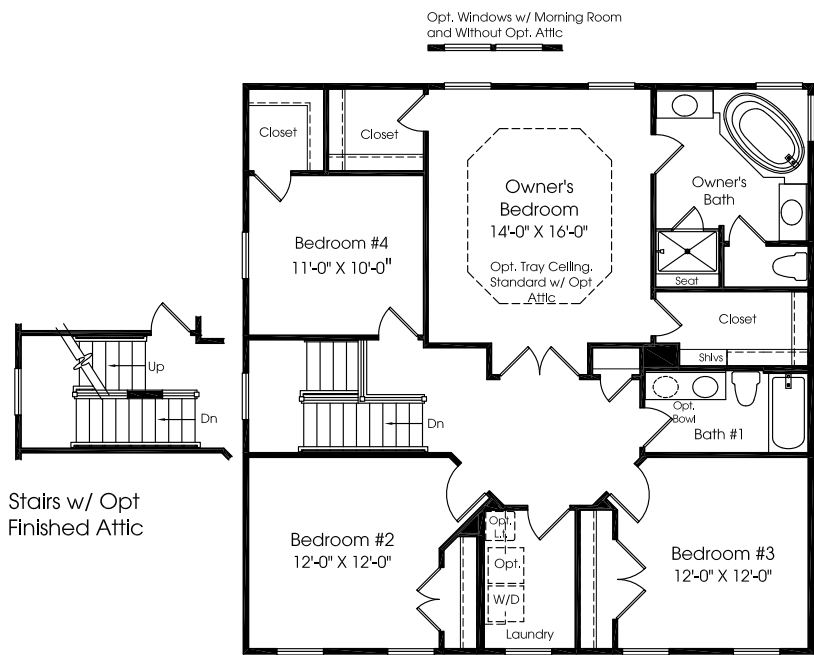 Opt. Windows w/ Morning Room
and Without Opt. Attic
Closet
Closet
Owner's
Bedroom
14'-0" X 16'-0"
Opt. Tray Ceiling.
Standard w/ Opt
Attic
Owner's
Bath
Seat
Bedroom #4
11'-0" X 10'-0"
Closet
Shlvs
Up
Dn
Dn
Opt.
Bowl
Bath #1
Stairs w/ Opt
Finished Attic
Bedroom #2
12'-0" X 12'-0"
Opt.
Opt.
W/D
Laundry
Bedroom #3
12'-0" X 12'-0"